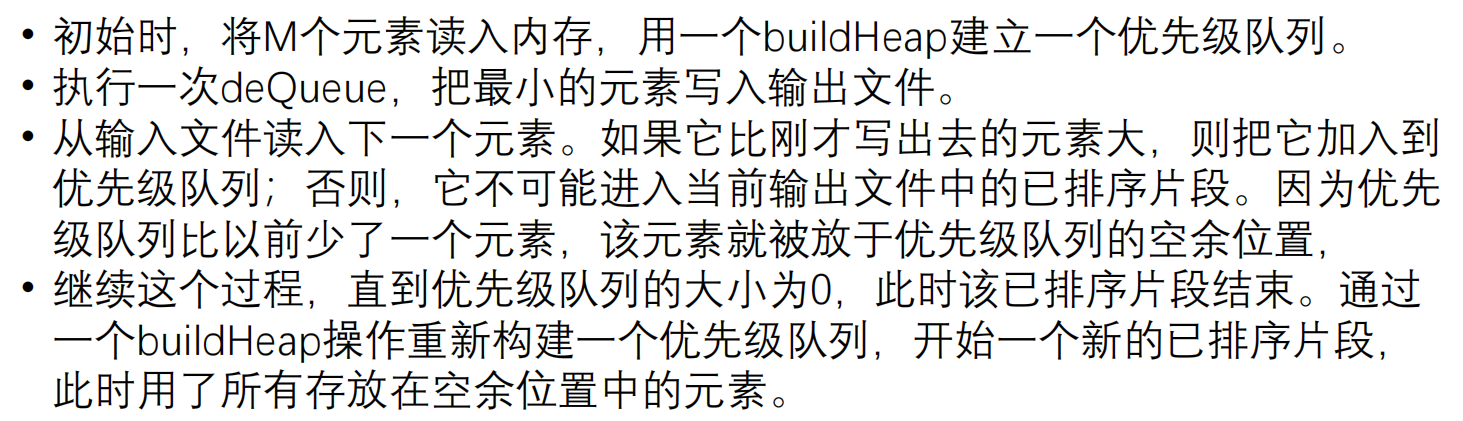 • 初始时，将M个元素读入内存，用一个buildHeap建立一个优先级队列。
• 执行一次deQueue，把最小的元素写入输出文件。
• 从输入文件读入下一个元素。如果它比刚才写出去的元素大，则把它加入到
优先级队列；否则，它不可能进入当前输出文件中的已排序片段。因为优先
级队列比以前少了一个元素，该元素就被放于优先级队列的空余位置，
• 继续这个过程，直到优先级队列的大小为0，此时该已排序片段结束。通过
一个buildHeap操作重新构建一个优先级队列，开始一个新的已排序片段，
此时用了所有存放在空余位置中的元素。